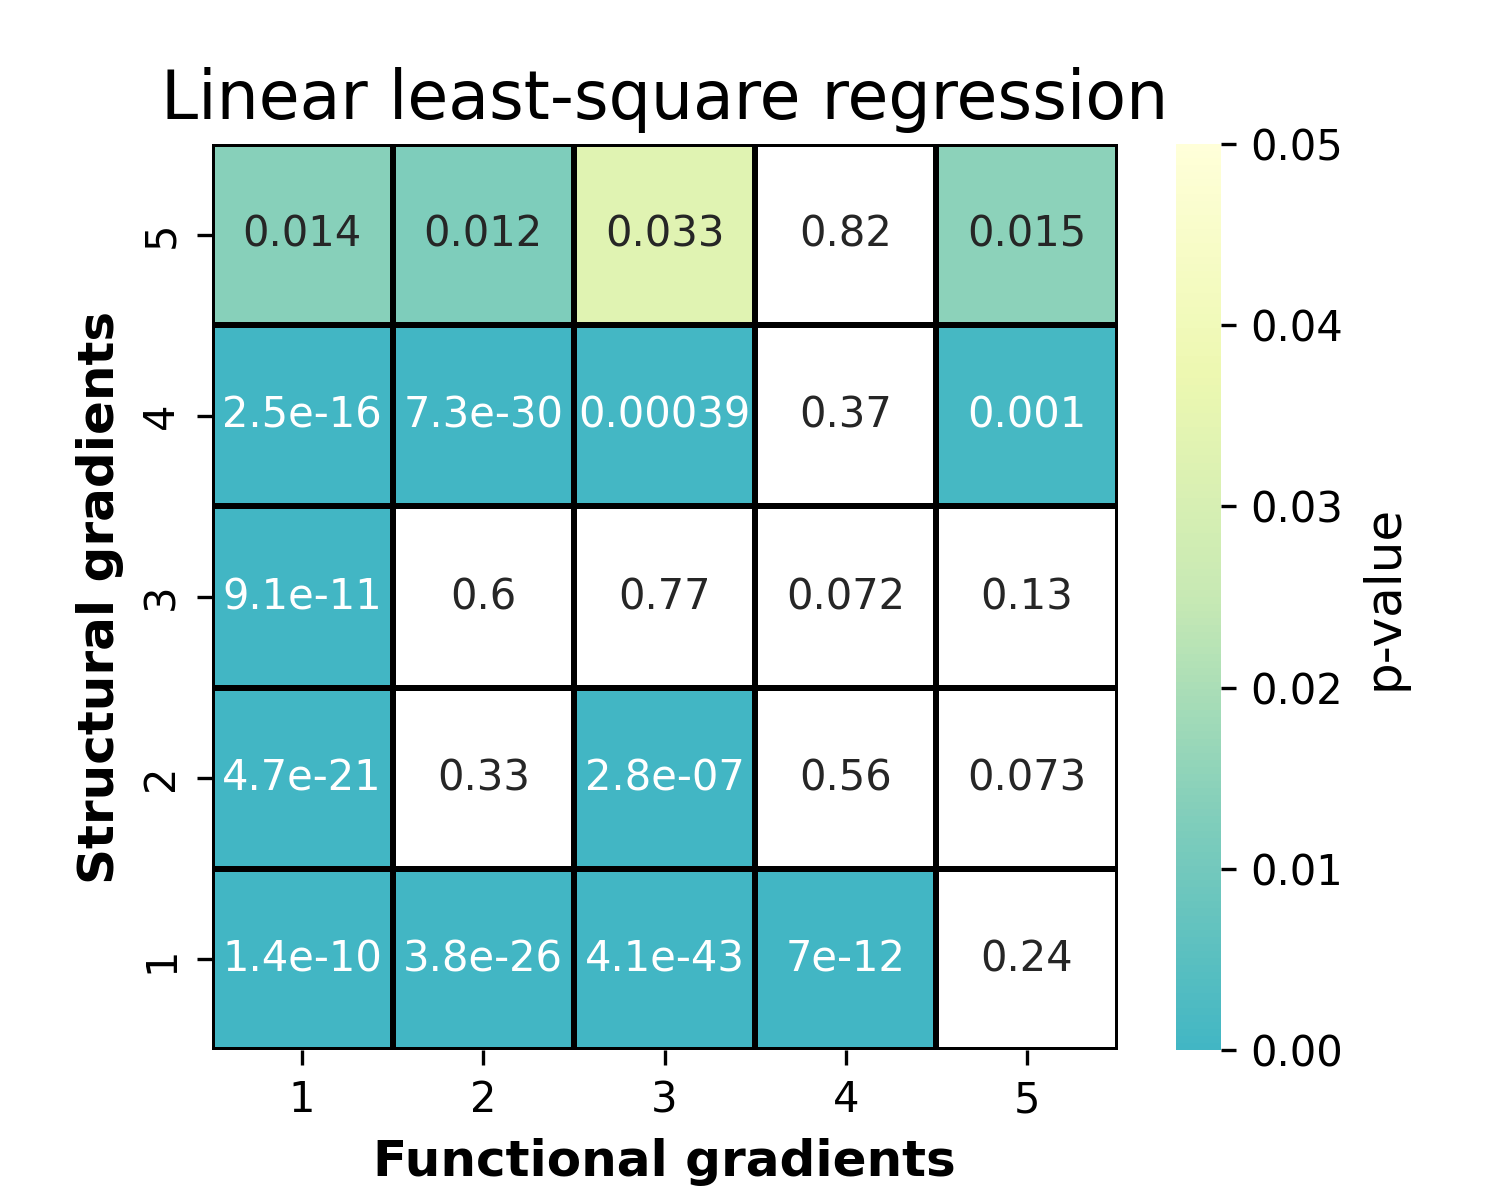 Linear least-square regression
0.014 0.012 0.033 0.82 0.015
2.5e-16 7.3e-30 0.00039 0.37 0.001
9.1e-11 0.6 0.77 0.072 0.13
4.7e-21 0.33 2.8e-07 0.56 0.073
1.4e-10 3.8e-26 4.1e-43 7e-12 0.24
5
4
3
2
1
Structural gradients
1 2 3 4 5
Functional gradients
0.05
0.04
0.03
0.02
0.01
0.00
p-value